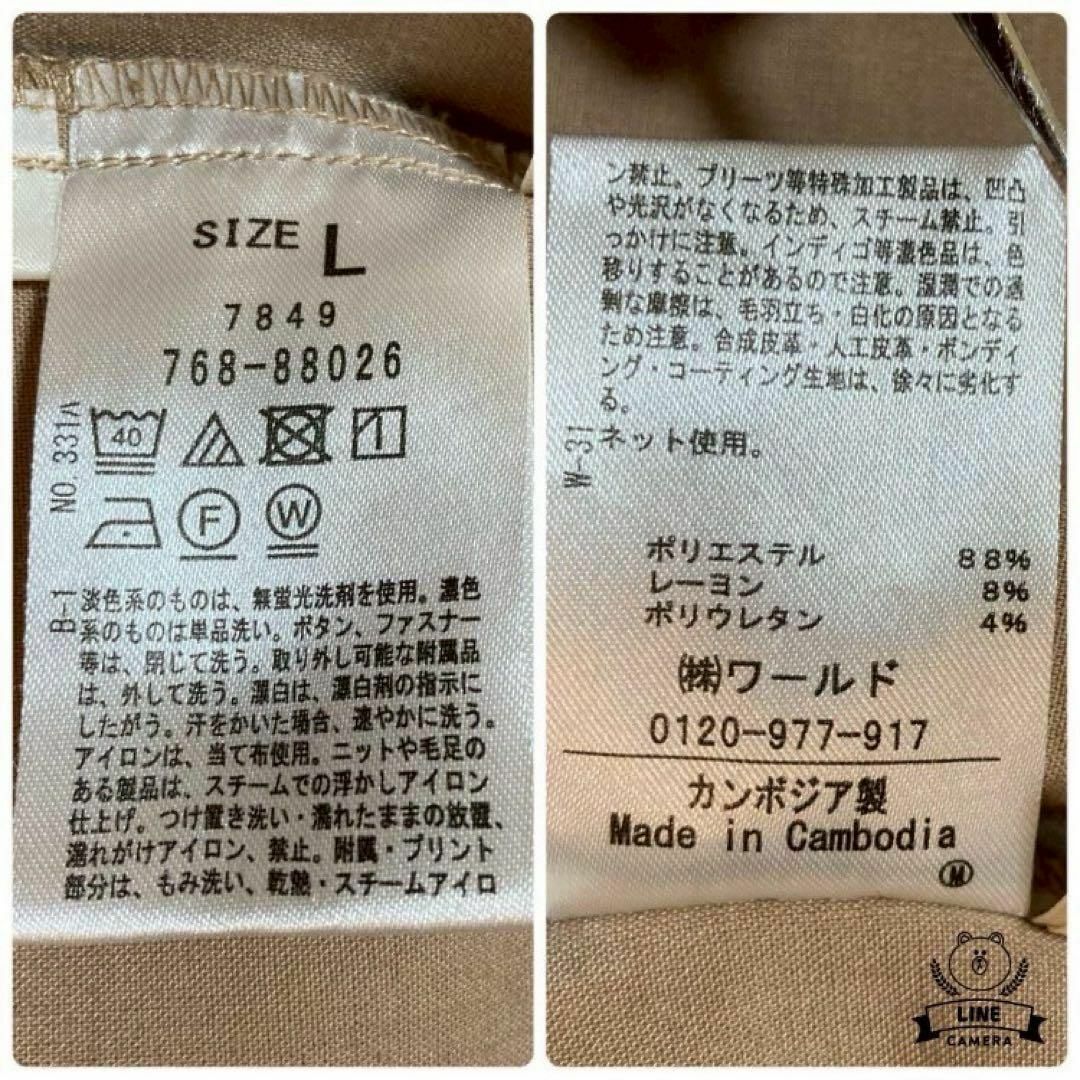 SIZE L
7849
768-88026
NO.331A
40
F
W
B-1
淡色系のものは、無蛍光洗剤を使用。濃色
系のものは単品洗い。ボタン、ファスナー
等は、閉じて洗う。取り外し可能な附属品
は、外して洗う。漂白は、漂白剤の指示に
したがう。汗をかいた場合、速やかに洗う。
アイロンは、当て布使用。ニットや毛足の
ある製品は、スチームでの浮かしアイロン
仕上げ。つけ置き洗い・濡れたままの放置、
濡れがけアイロン、禁止。附属・プリント
部分は、もみ洗い、乾熱・スチームアイロ
ン禁止。プリーツ等特殊加工製品は、凹凸
や光沢がなくなるため、スチーム禁止。引
っかけに注意。インディゴ等濃色品は、色
移りすることがあるので注意。湿潤での過
剰な摩擦は、毛羽立ち・白化の原因となる
ため注意。合成皮革・人工皮革・ボンディ
ング・コーティング生地は、徐々に劣化す
る。
W-31
ネット使用。
ポリエステル 88%
レーヨン 8%
ポリウレタン 4%
㈱ワールド
0120-977-917
カンボジア製
Made in Cambodia
M
LINE
CAMERA